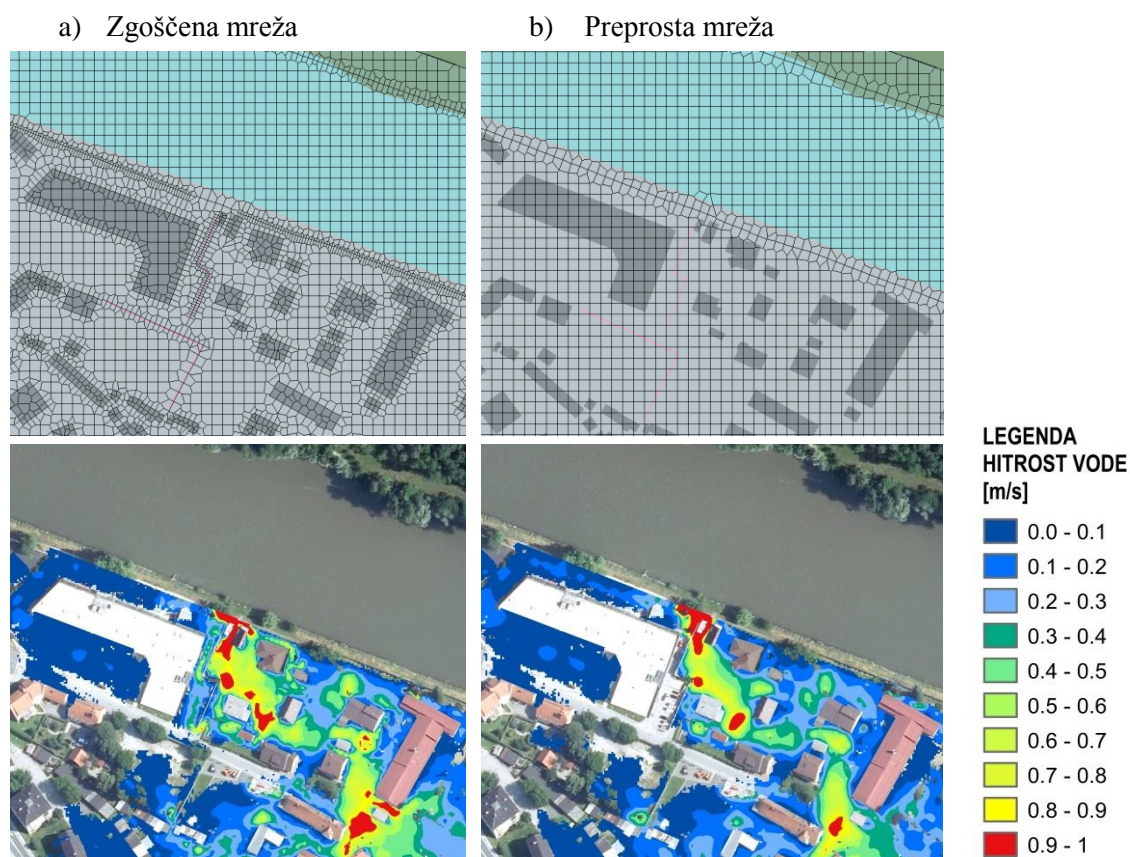 a) Zgoščena mreža
b) Preprosta mreža
LEGENDA
HITROST VODE
[m/s]
0.0 - 0.1
0.1 - 0.2
0.2 - 0.3
0.3 - 0.4
0.4 - 0.5
0.5 - 0.6
0.6 - 0.7
0.7 - 0.8
0.8 - 0.9
0.9 - 1